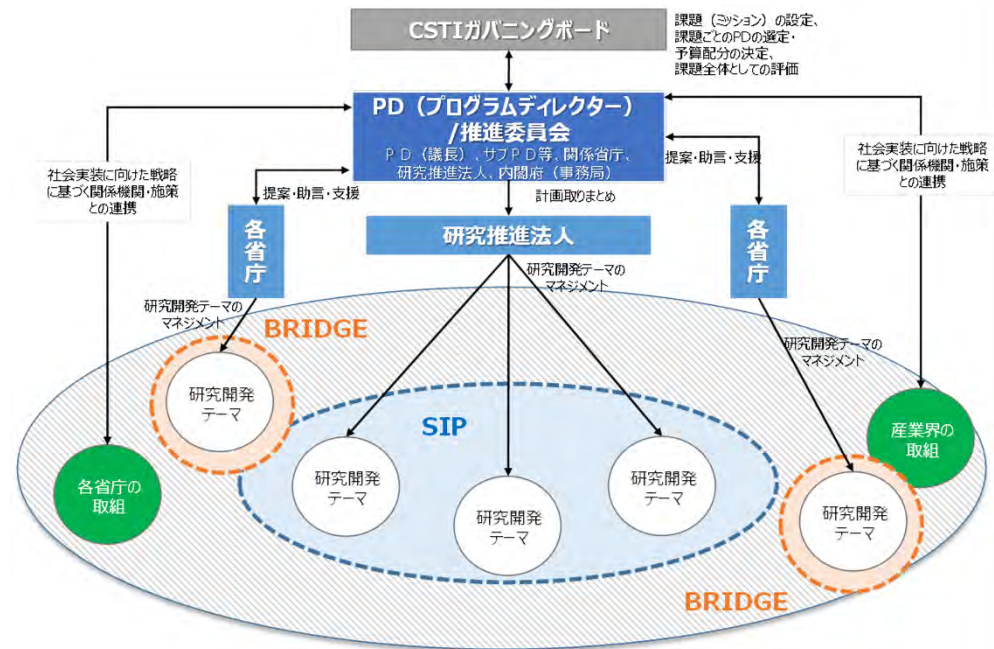 CSTIガバニングボード
課題（ミッション）の設定、
課題ごとのPDの選定・
予算配分の決定、
課題全体としての評価
PD（プログラムディレクター）
/推進委員会
ＰＤ（議長）、サブＰＤ等、関係省庁、
研究推進法人、内閣府（事務局）
社会実装に向けた戦略
に基づく関係機関・施策
との連携
提案・助言・支援
計画取りまとめ
提案・助言・支援
社会実装に向けた戦略
に基づく関係機関・施策
との連携
各省庁
研究推進法人
各省庁
研究開発テーマの
マネジメント
研究開発テーマの
マネジメント
研究開発テーマの
マネジメント
BRIDGE
研究開発
テーマ
SIP
産業界の
取組
各省庁の
取組
研究開発
テーマ
研究開発
テーマ
研究開発
テーマ
研究開発
テーマ
BRIDGE